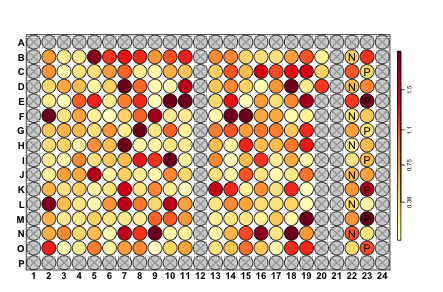 A
B N
C P
D N
E P
F N
G P
H N
I P
J N
K P
L N
M P
N N
O P
P
1 2 3 4 5 6 7 8 9 10 11 12 13 14 15 16 17 18 19 20 21 22 23 24
1.5
1.1
0.75
0.38